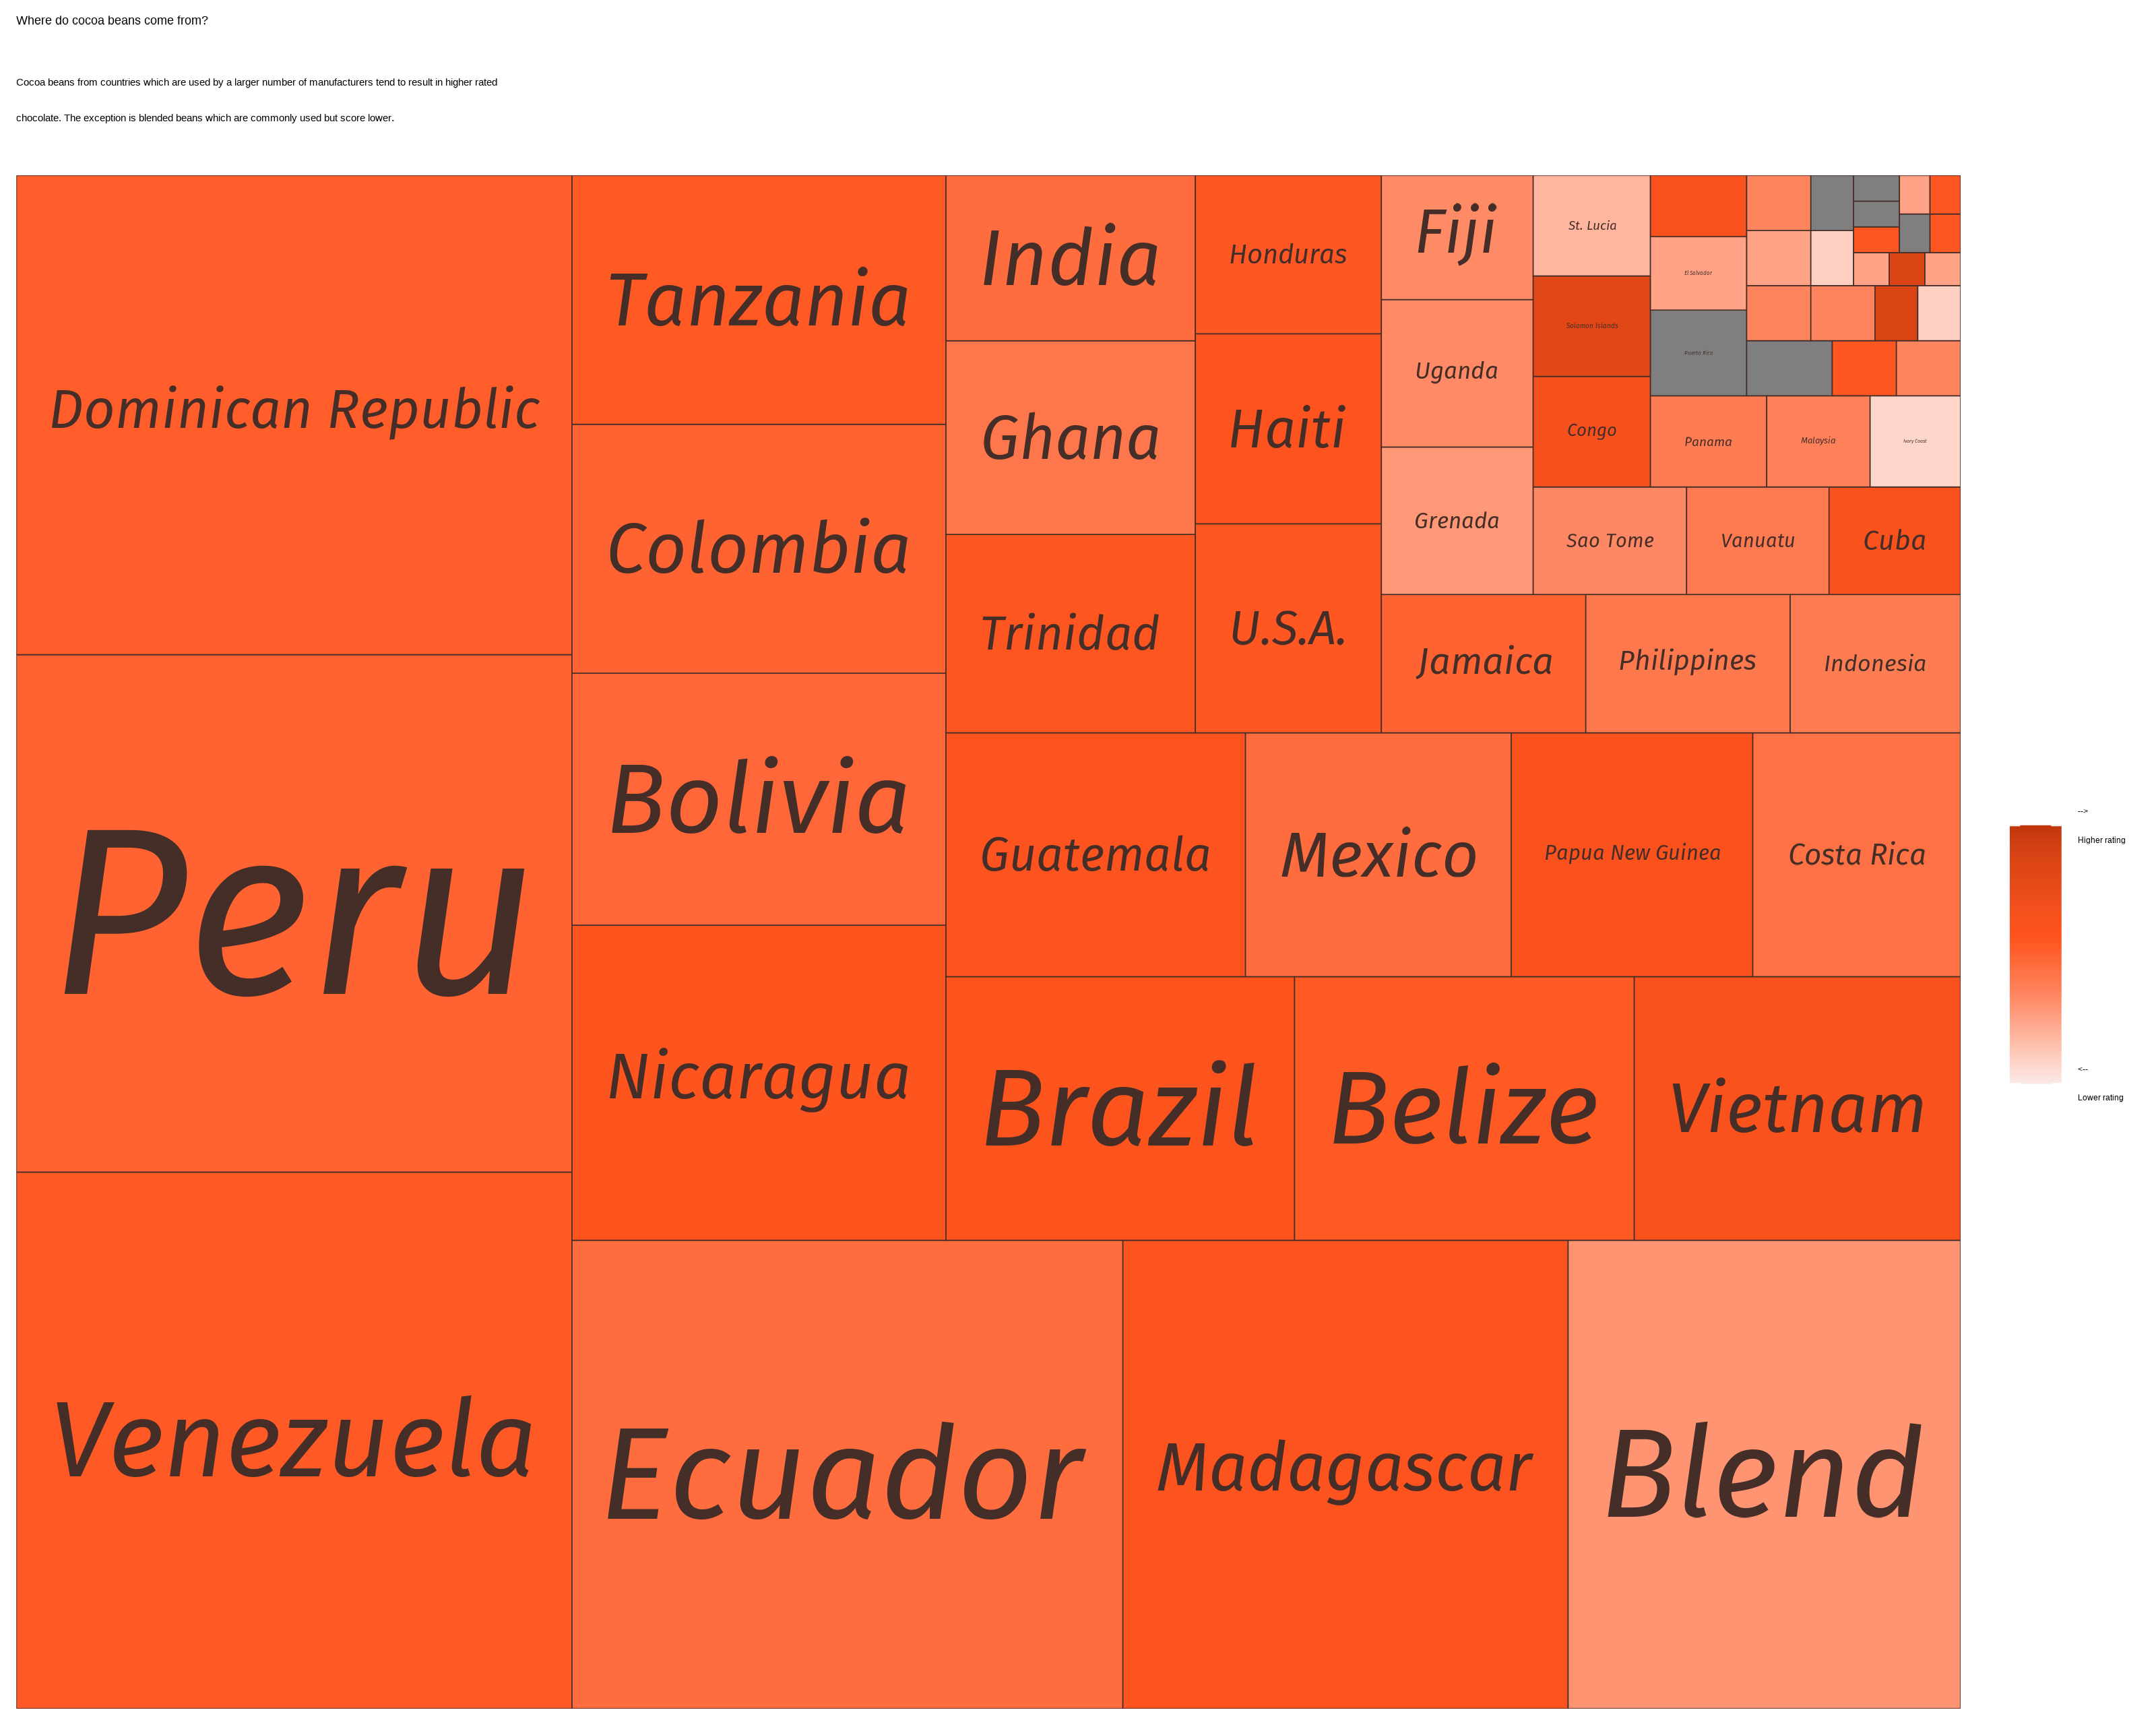 Where do cocoa beans come from?
Cocoa beans from countries which are used by a larger number of manufacturers tend to result in higher rated
chocolate. The exception is blended beans which are commonly used but score lower.
Dominican Republic
Peru
Venezuela
Tanzania
Colombia
Bolivia
Nicaragua
Ecuador
Madagascar
Blend
India
Ghana
Trinidad
Honduras
Haiti
U.S.A.
Guatemala
Mexico
Papua New Guinea
Costa Rica
Brazil
Belize
Vietnam
Fiji
Uganda
Grenada
Jamaica
Philippines
Indonesia
St. Lucia
Solomon Islands
Congo
Sao Tome
Vanuatu
Cuba
El Salvador
Puerto Rico
Panama
Malaysia
Ivory Coast
-->
Higher rating
<--
Lower rating